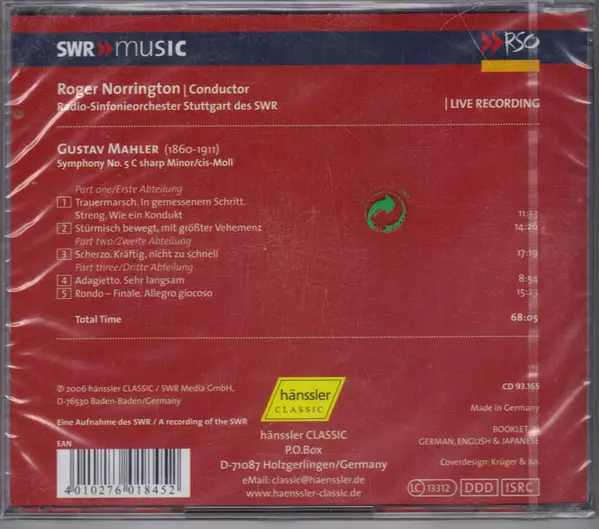 SWR>>music
>>RSO
Roger Norrington | Conductor
Radio-Sinfonieorchester Stuttgart des SWR
| LIVE RECORDING
Gustav Mahler (1860-1911)
Symphony No. 5 C sharp Minor/cis-Moll
Part one/Erste Abteilung
1 Trauermarsch. In gemessenem Schritt.
Streng. Wie ein Kondukt 11:33
2 Stürmisch bewegt, mit größter Vehemenz 14:26
Part two/Zweite Abteilung
3 Scherzo. Kräftig, nicht zu schnell 17:19
Part three/Dritte Abteilung
4 Adagietto. Sehr langsam 8:54
5 Rondo – Finale. Allegro giocoso 15:23
Total Time 68:05
℗ 2006 hänssler CLASSIC / SWR Media GmbH,
D-76530 Baden-Baden/Germany
Eine Aufnahme des SWR / A recording of the SWR
EAN
4010276018452
hänssler
CLASSIC
hänssler CLASSIC
P.O.Box
D-71087 Holzgerlingen/Germany
eMail: classic@haenssler.de
www.haenssler-classic.de
CD 93.165
Made in Germany
BOOKLET in
GERMAN, ENGLISH & JAPANESE
Coverdesign: Krüger & Ko.
LC 13312 DDD ISRC